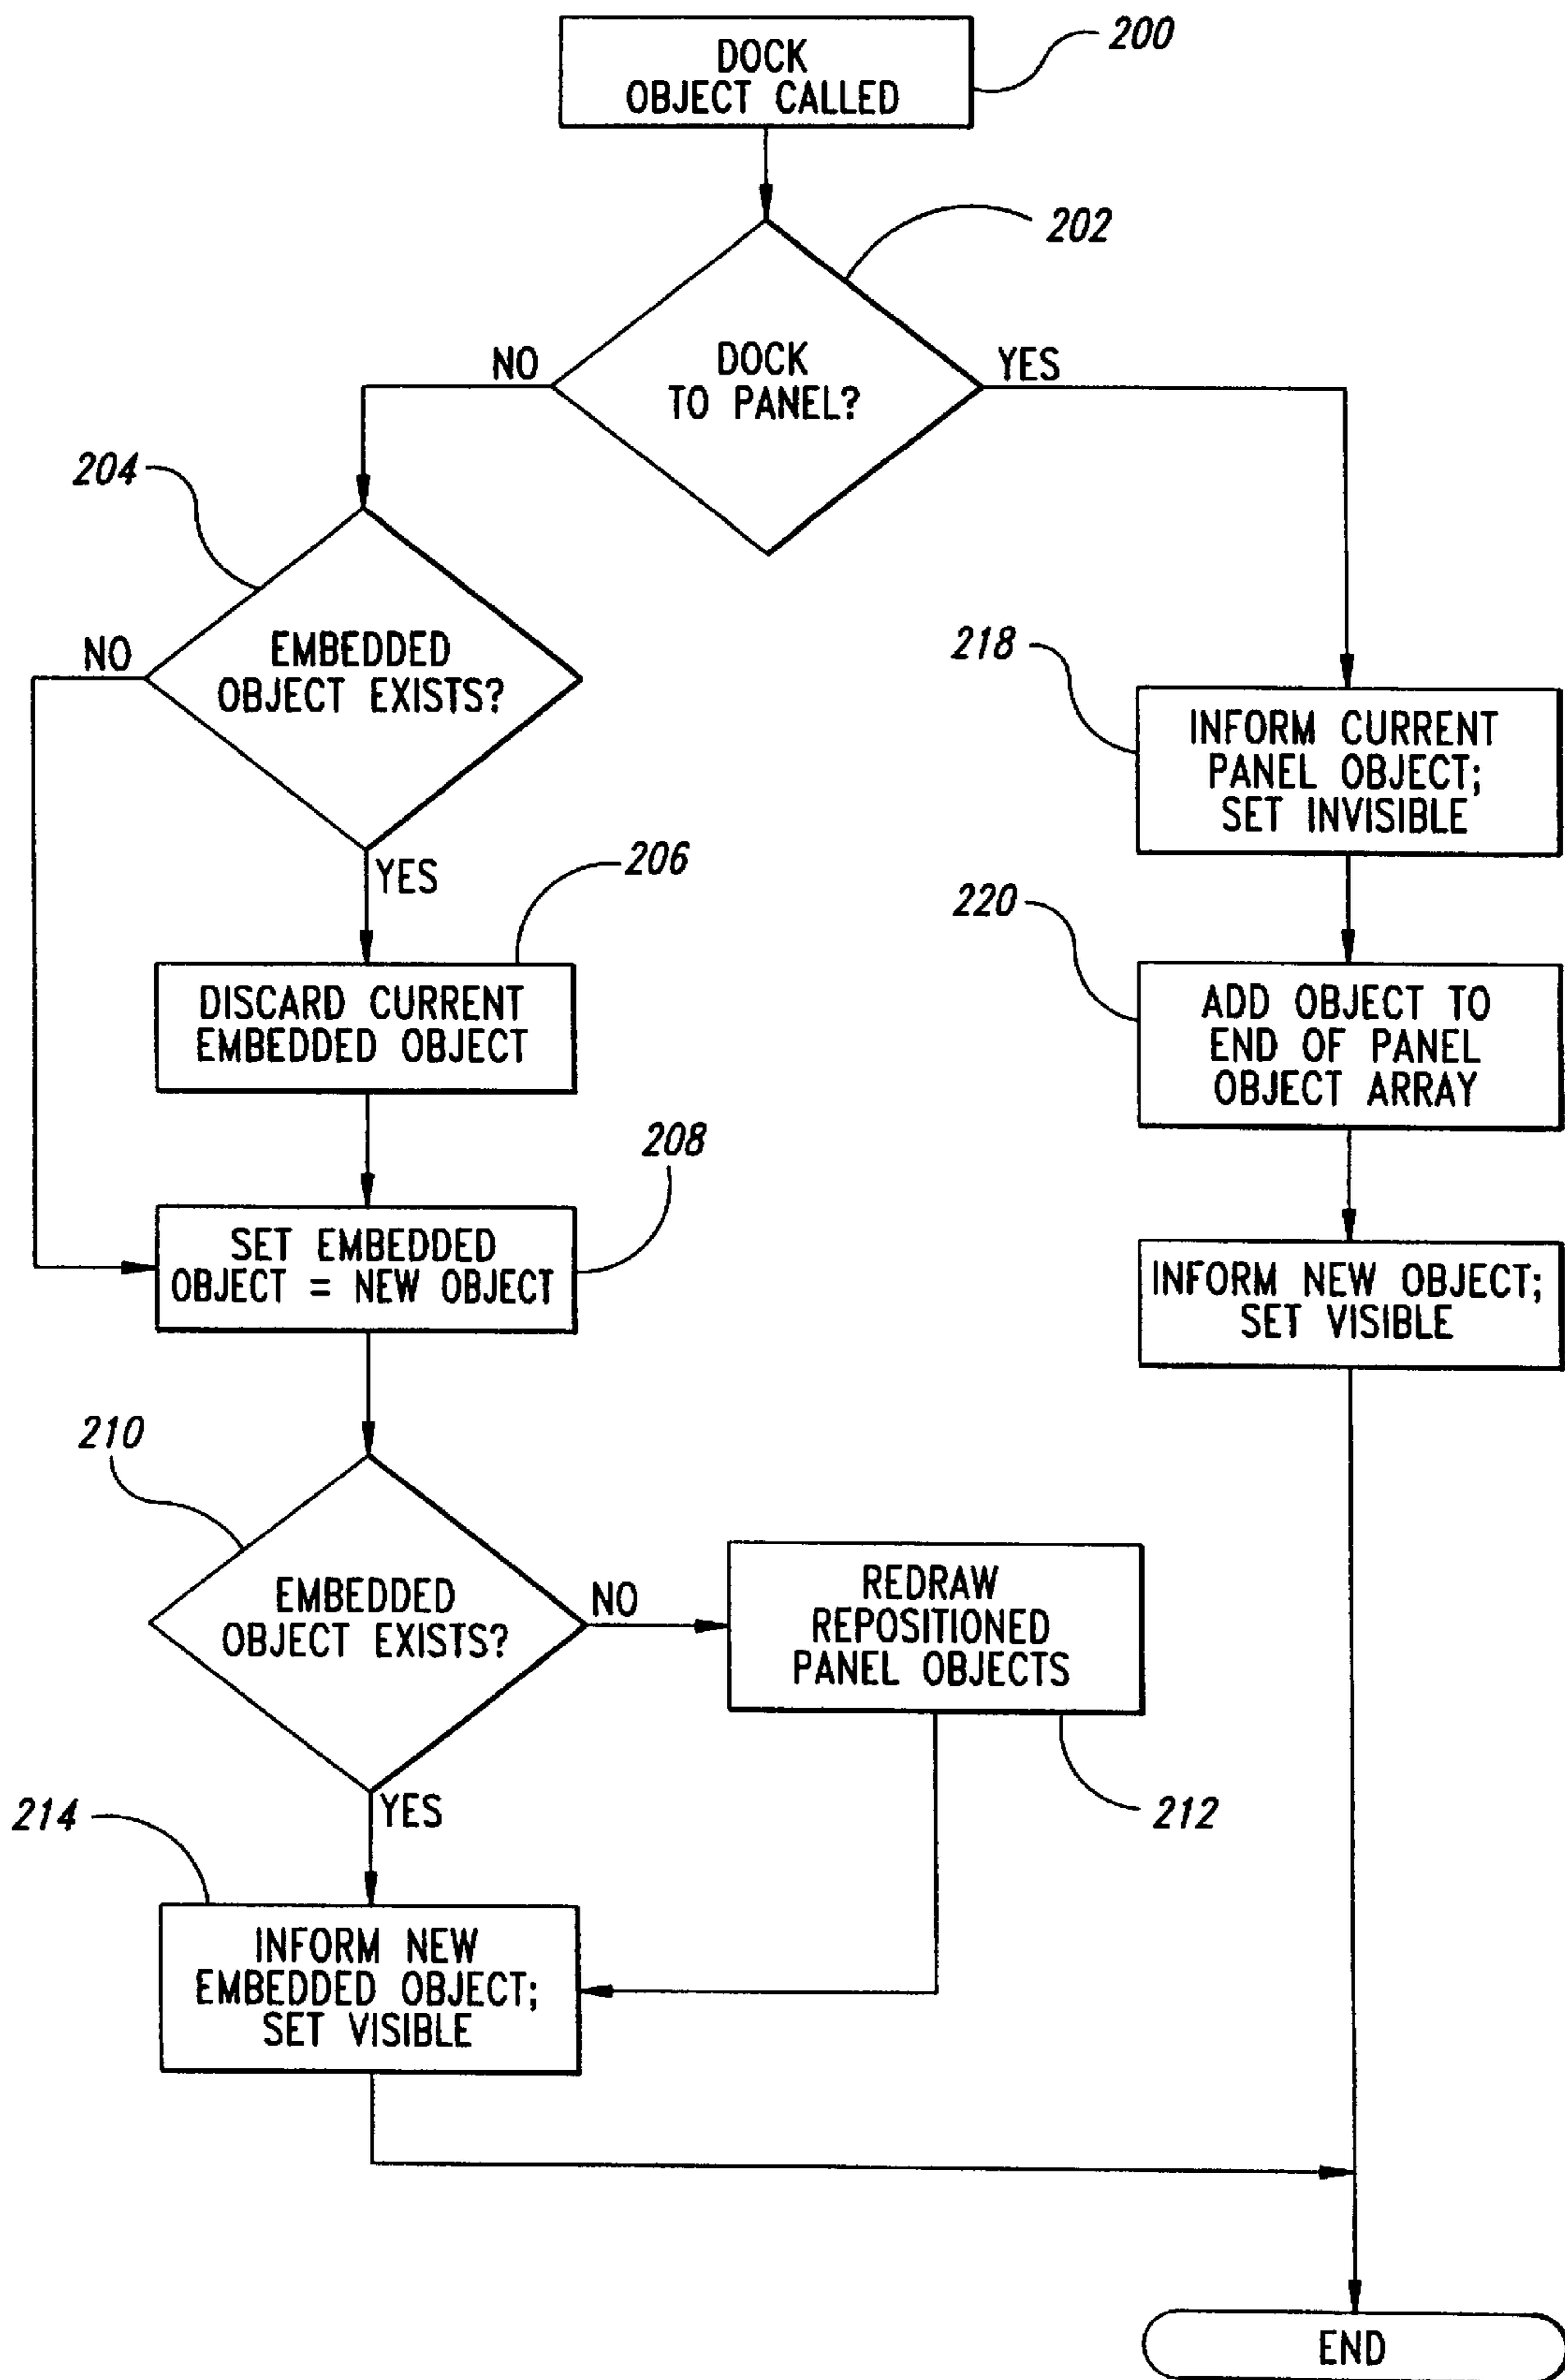 DOCK
OBJECT CALLED
200
202
DOCK
TO PANEL?
NO
YES
204
EMBEDDED
OBJECT EXISTS?
NO
YES
206
DISCARD CURRENT
EMBEDDED OBJECT
208
SET EMBEDDED
OBJECT = NEW OBJECT
210
EMBEDDED
OBJECT EXISTS?
NO
YES
REDRAW
REPOSITIONED
PANEL OBJECTS
212
214
INFORM NEW
EMBEDDED OBJECT;
SET VISIBLE
218
INFORM CURRENT
PANEL OBJECT;
SET INVISIBLE
220
ADD OBJECT TO
END OF PANEL
OBJECT ARRAY
INFORM NEW OBJECT;
SET VISIBLE
END